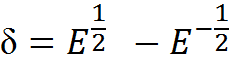 δ = E^{1/2} − E^{−1/2}